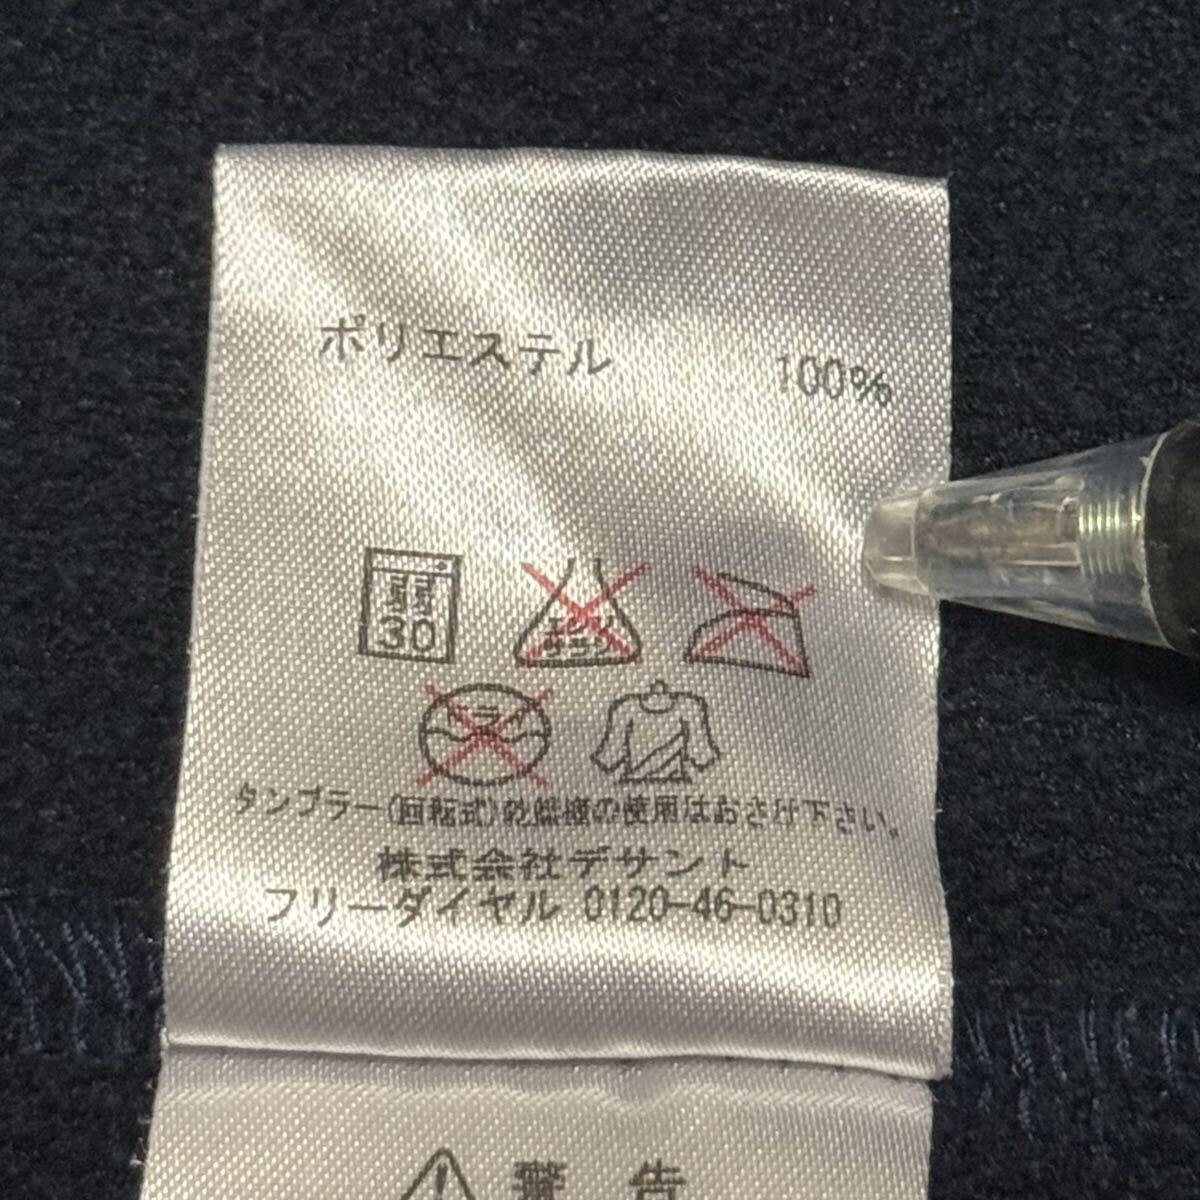 ポリエステル 100%
弱 30
エンソ サラシ
タンブラー(回転式)乾燥機の使用はおさけ下さい。
株式会社デサント
フリーダイヤル 0120-46-0310
警告